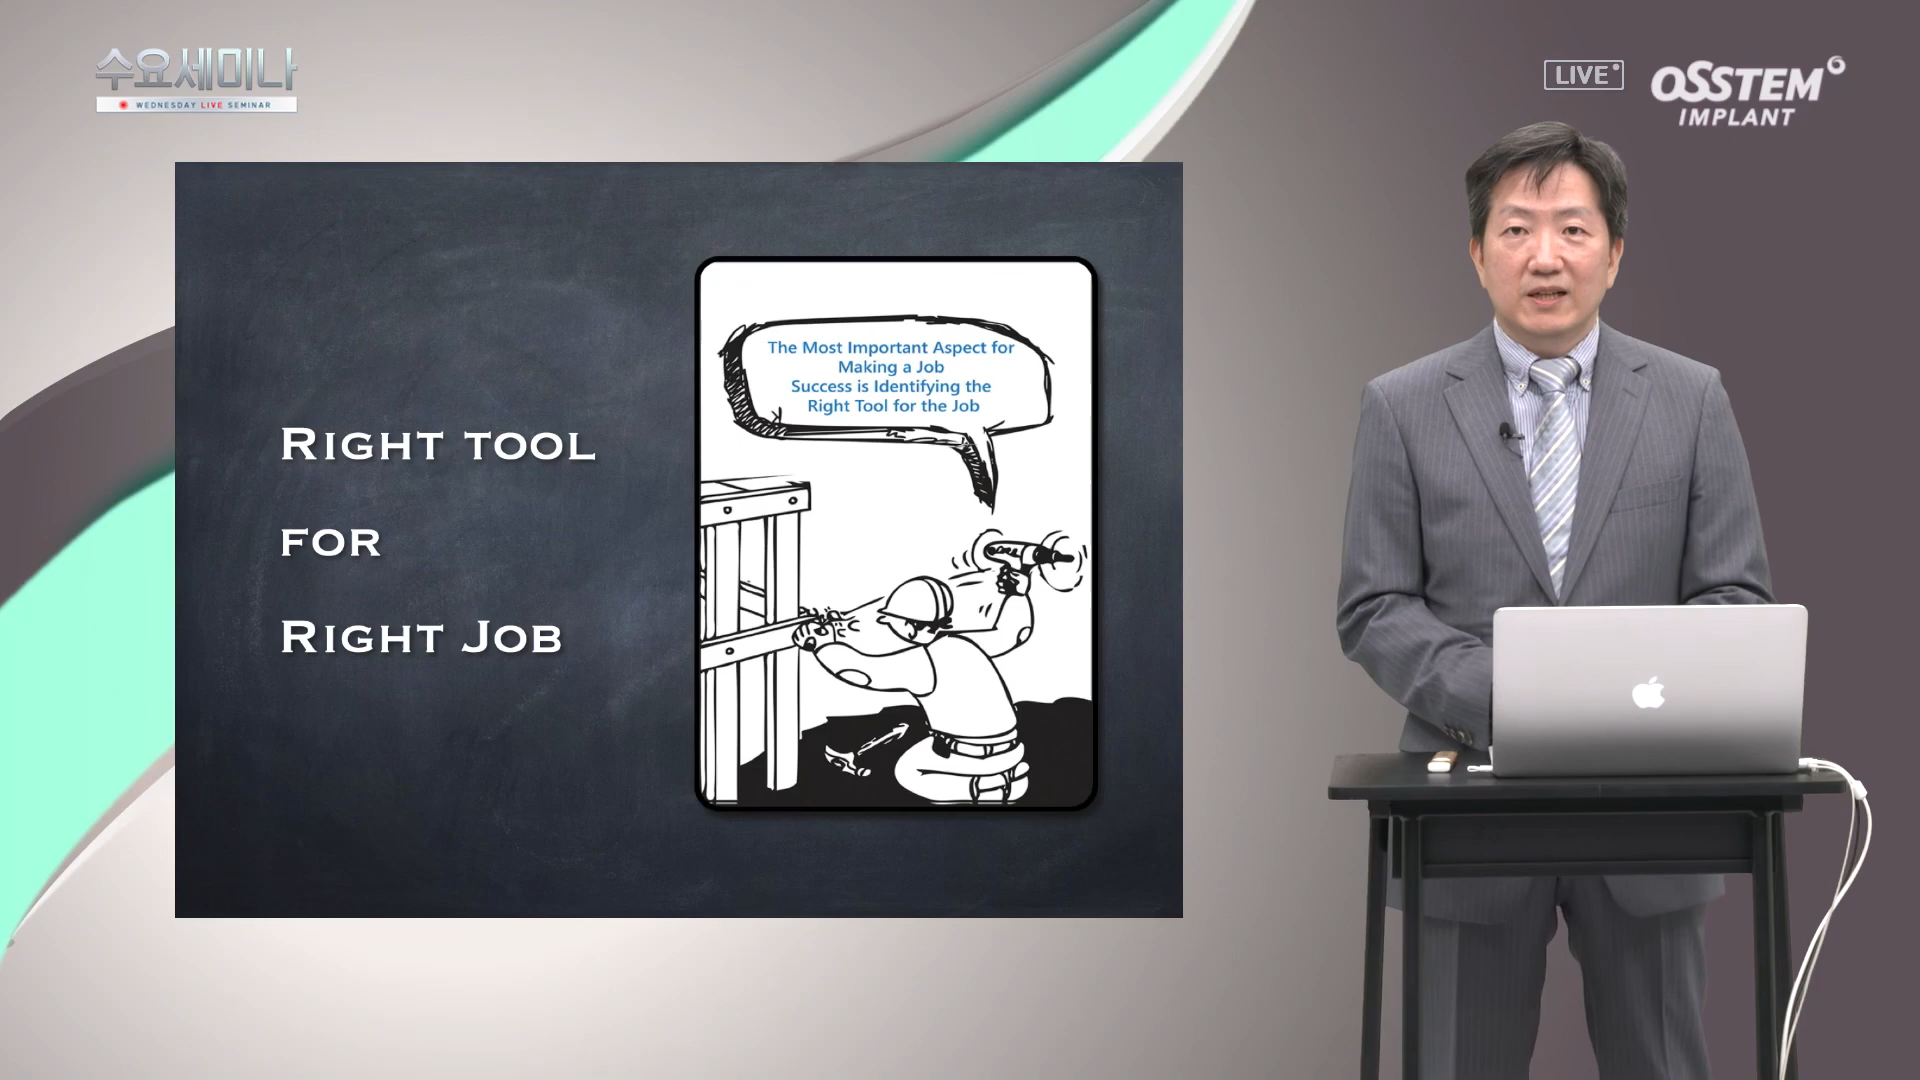 수요세미나
WEDNESDAY LIVE SEMINAR
LIVE
OSSTEM
IMPLANT
The Most Important Aspect for
Making a Job
Success is Identifying the
Right Tool for the Job
RIGHT TOOL
FOR
RIGHT JOB